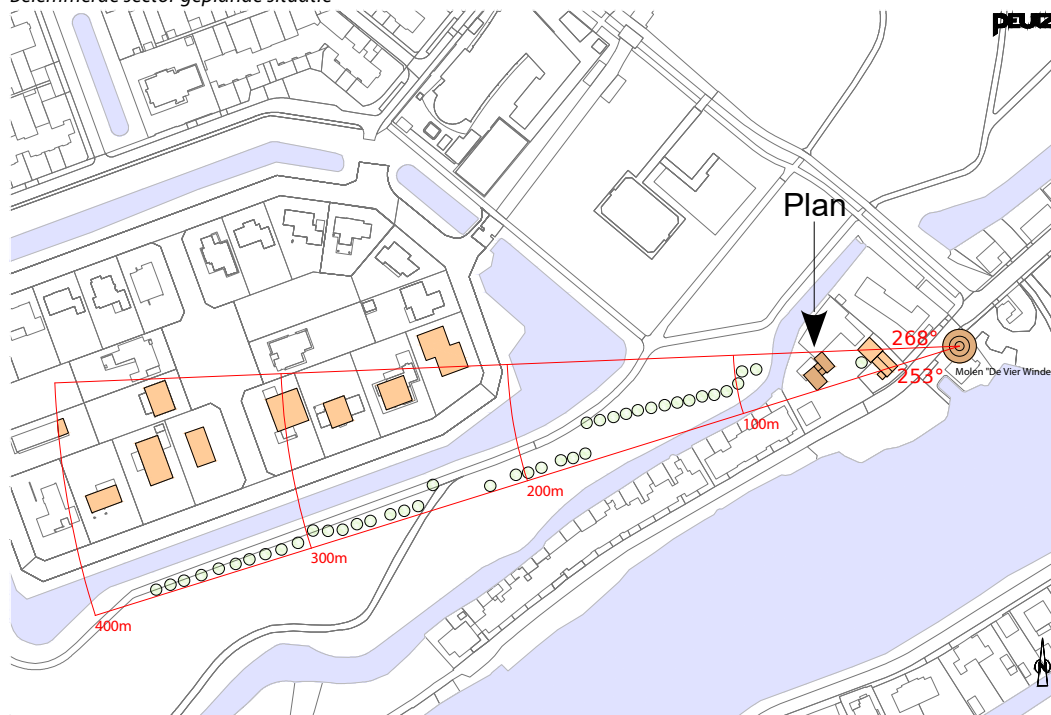 Belemmerde sector geplande situatie
peutz
Plan
268°
253°
Molen "De Vier Winde
100m
200m
300m
400m
N